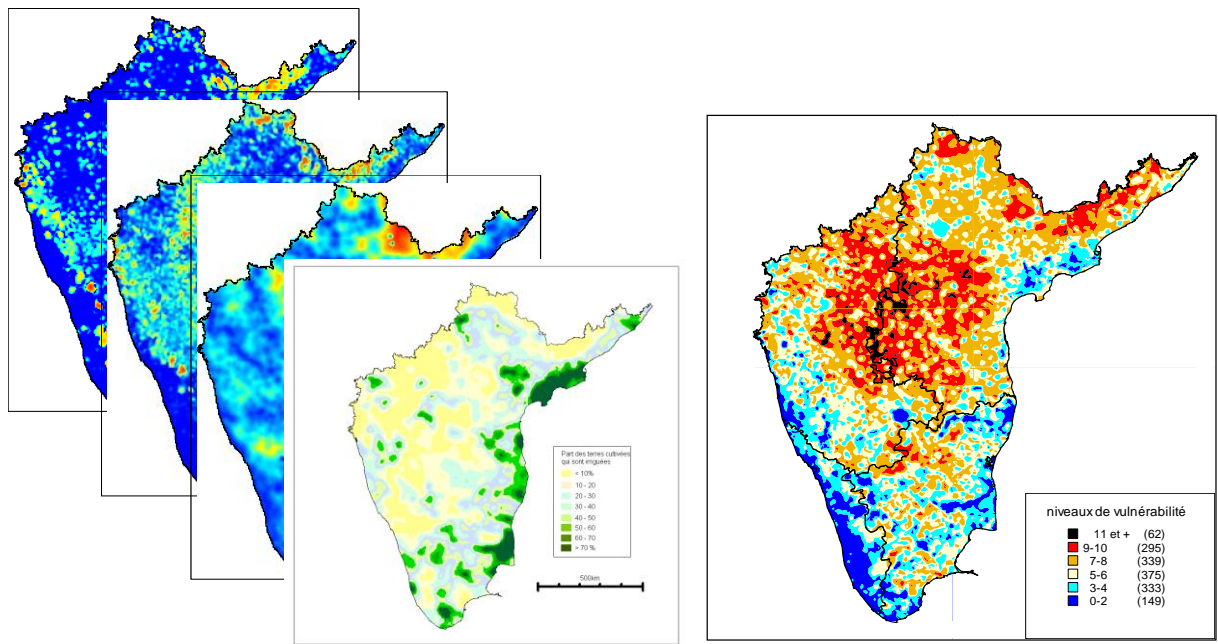 Part des terres cultivées
qui sont irriguées
< 10%
10 - 20
20 - 30
30 - 40
40 - 50
50 - 60
60 - 70
> 70 %
500km
niveaux de vulnérabilité
11 et + (62)
9-10 (295)
7-8 (339)
5-6 (375)
3-4 (333)
0-2 (149)